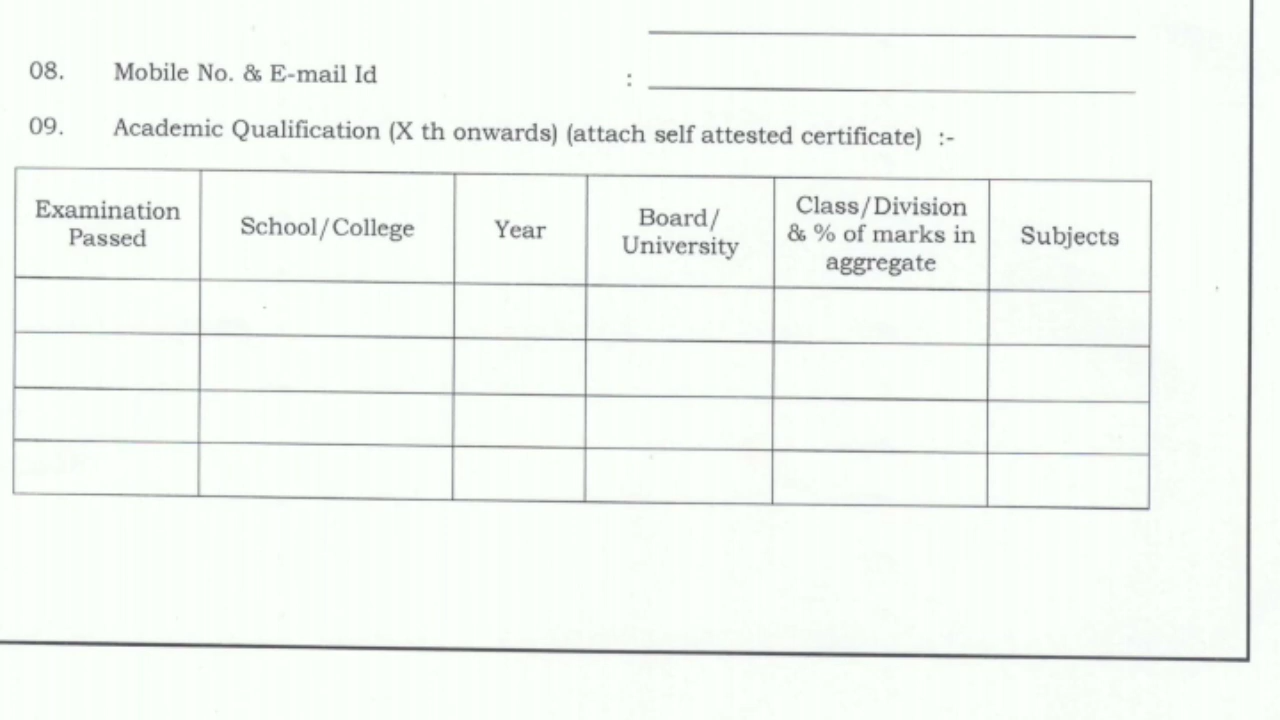 08. Mobile No. & E-mail Id :
09. Academic Qualification (X th onwards) (attach self attested certificate) :-
Examination Passed
School/College
Year
Board/
University
Class/Division
& % of marks in
aggregate
Subjects